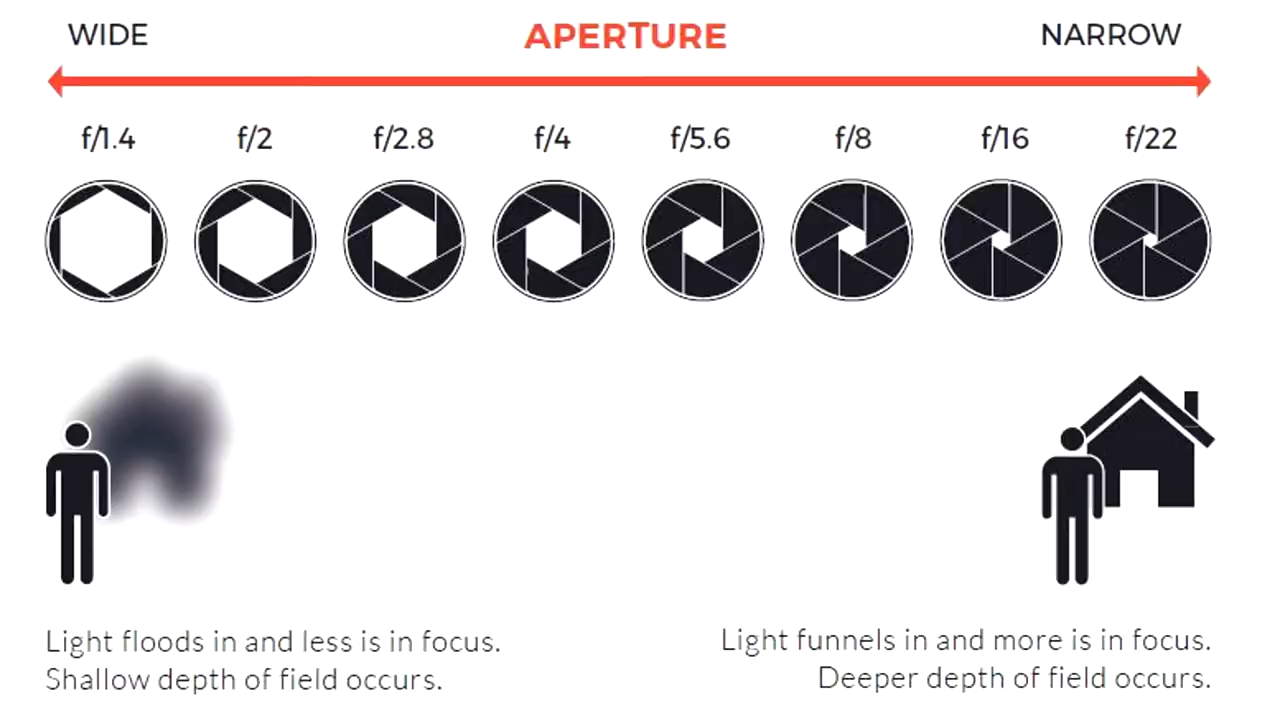 WIDE APERTURE NARROW
f/1.4 f/2 f/2.8 f/4 f/5.6 f/8 f/16 f/22
Light floods in and less is in focus.
Shallow depth of field occurs.
Light funnels in and more is in focus.
Deeper depth of field occurs.